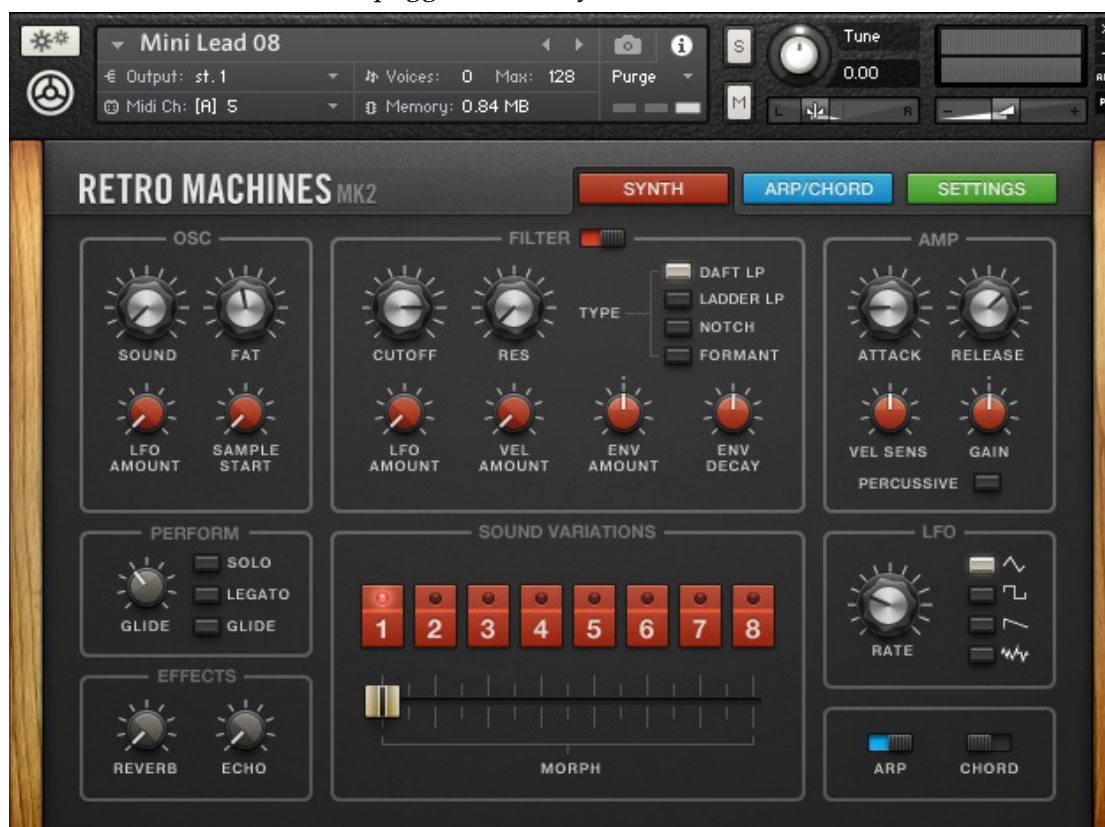 Mini Lead 08
S
Tune
Output: st.1
Voices: 0 Max: 128
Purge
0.00
Midi Ch: [A] 5
Memory: 0.84 MB
M
L
R
RETRO MACHINES MK2
SYNTH
ARP/CHORD
SETTINGS
OSC
FILTER
AMP
SOUND
FAT
CUTOFF
RES
TYPE
DAFT LP
LADDER LP
NOTCH
FORMANT
ATTACK
RELEASE
LFO AMOUNT
SAMPLE START
LFO AMOUNT
VEL AMOUNT
ENV AMOUNT
ENV DECAY
VEL SENS
GAIN
PERCUSSIVE
PERFORM
SOUND VARIATIONS
LFO
GLIDE
SOLO
LEGATO
GLIDE
1 2 3 4 5 6 7 8
RATE
EFFECTS
REVERB
ECHO
MORPH
ARP
CHORD